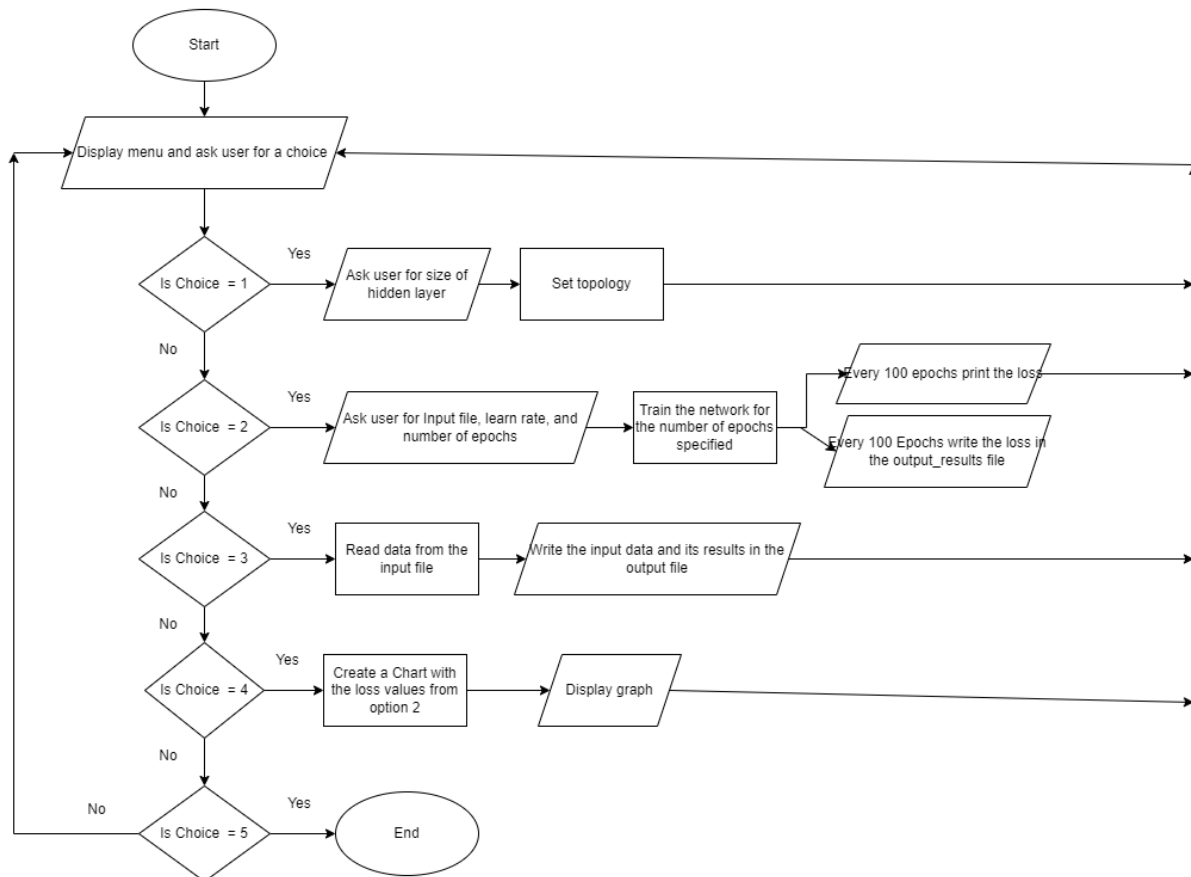 Start
Display menu and ask user for a choice
Yes
Is Choice = 1
Ask user for size of
hidden layer
Set topology
No
Yes
Is Choice = 2
Ask user for Input file, learn rate, and
number of epochs
Train the network for
the number of epochs
specified
Every 100 epochs print the loss
Every 100 Epochs write the loss in
the output_results file
No
Yes
Is Choice = 3
Read data from the
input file
Write the input data and its results in the
output file
No
Yes
Is Choice = 4
Create a Chart with
the loss values from
option 2
Display graph
No
No
Yes
Is Choice = 5
End